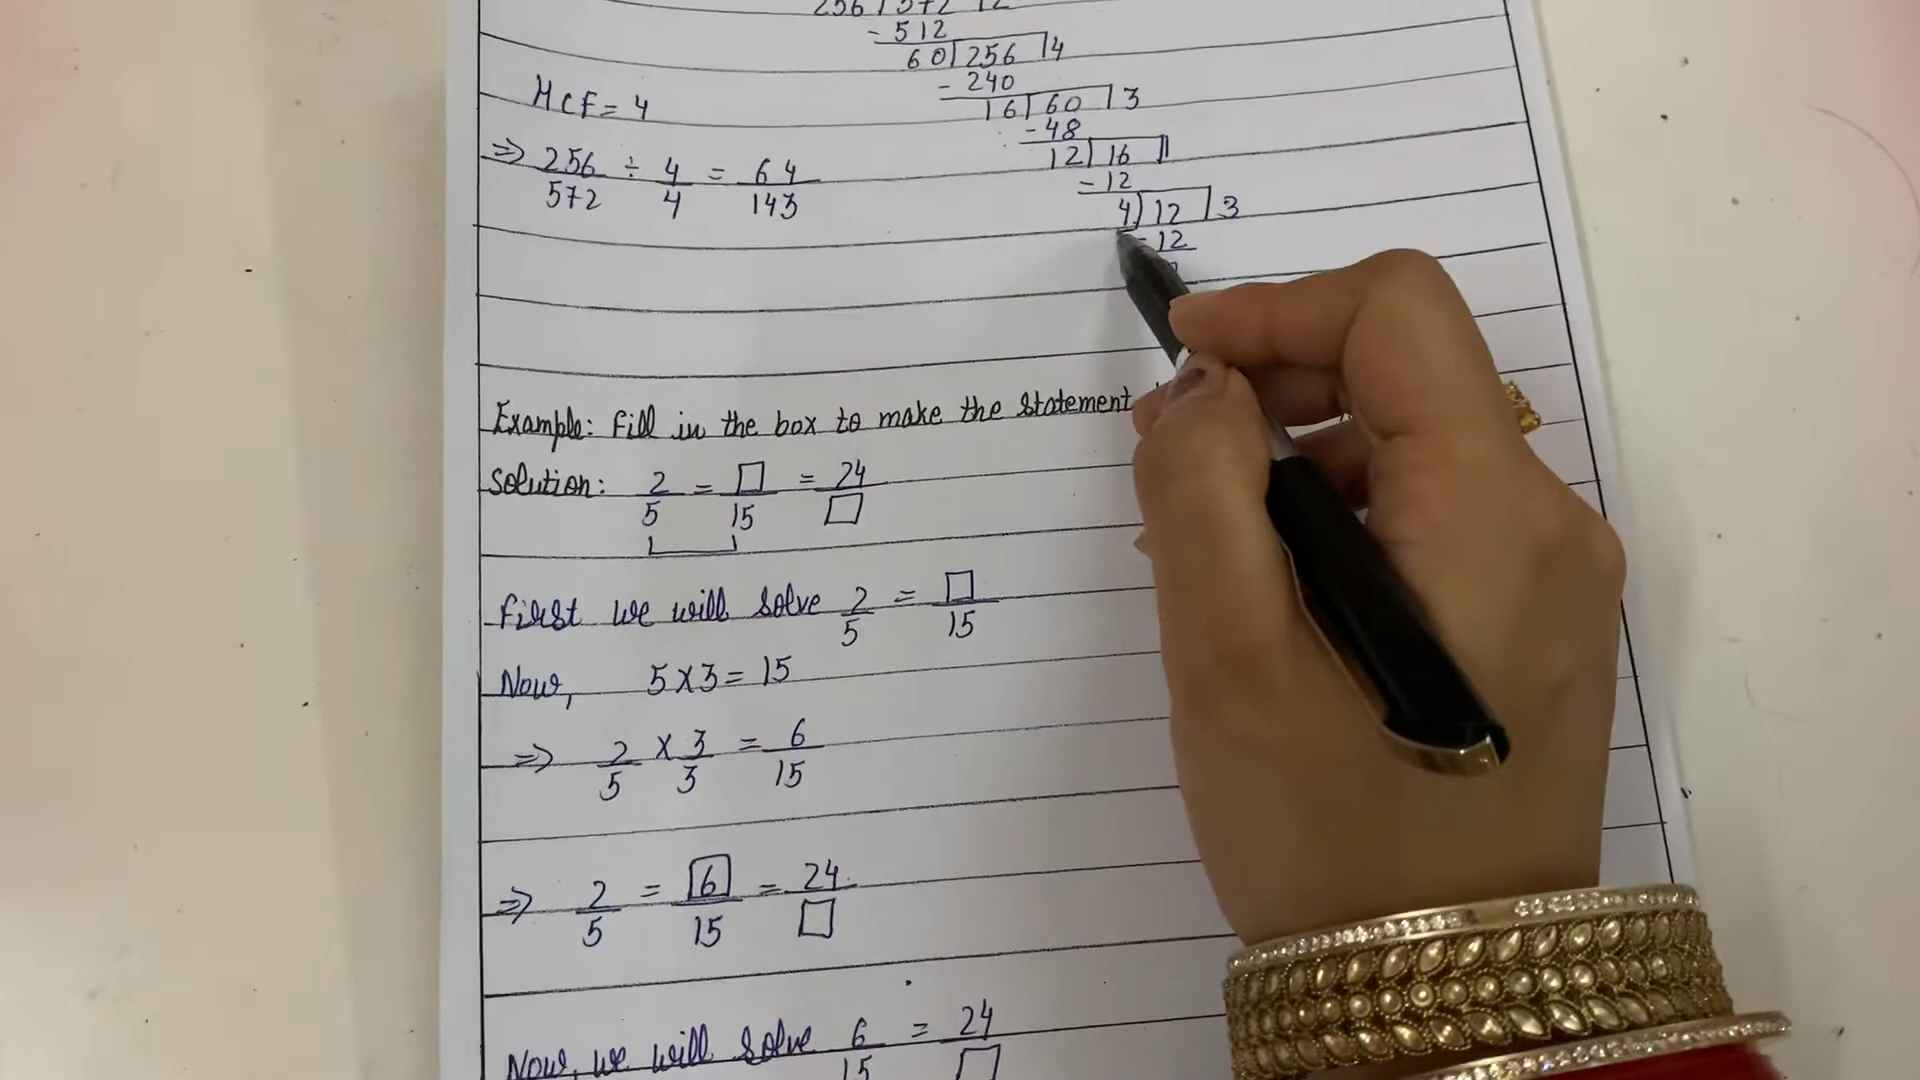 256 ) 572 ( 2
- 512
60 ) 256 ( 4
- 240
HCF = 4
16 ) 60 ( 3
- 48
12 ) 16 ( 1
⇒ 256/572 ÷ 4/4 = 64/143
- 12
4 ) 12 ( 3
- 12
Example: Fill in the box to make the statement
Solution: 2/5 = □/15 = 24/□
First we will solve 2/5 = □/15
Now, 5 × 3 = 15
⇒ 2/5 × 3/3 = 6/15
⇒ 2/5 = 6/15 = 24/□
Now, we will solve 6/15 = 24/□